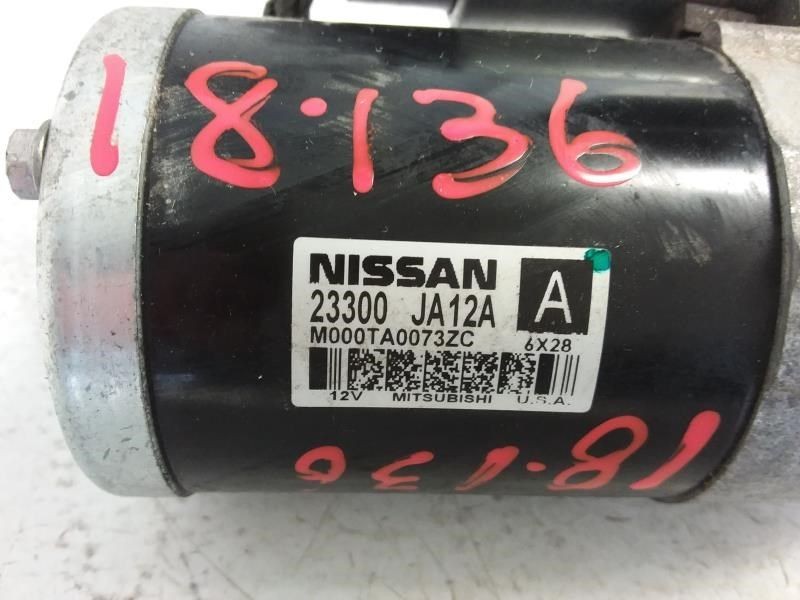 18.136
NISSAN
23300 JA12A A
M000TA0073ZC 6X28
12V MITSUBISHI U.S.A.
18.136